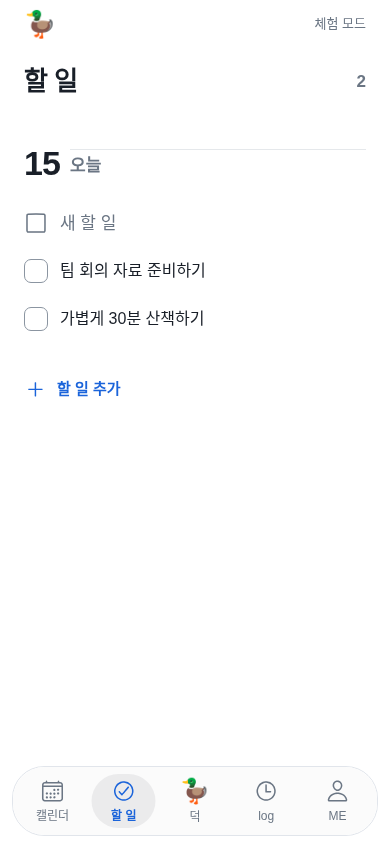 체험 모드
할 일
2
15 오늘
새 할 일
팀 회의 자료 준비하기
가볍게 30분 산책하기
할 일 추가
캘린더
할 일
덕
log
ME